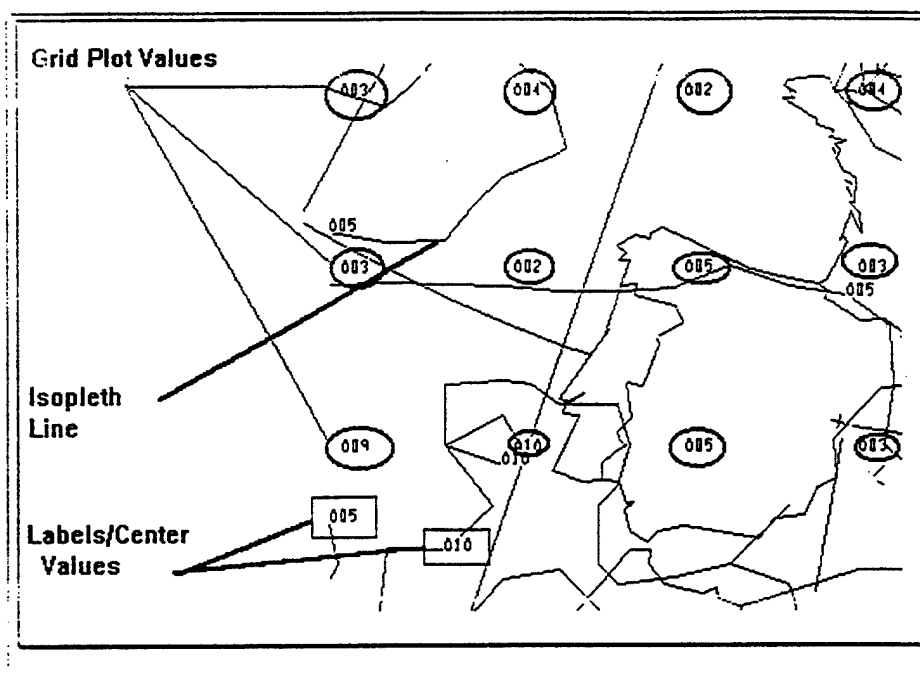 Grid Plot Values
003 004 002 004
005
003 002 005 003
005
Isopleth
Line
009 010 005 003
010
005
Labels/Center
Values
010